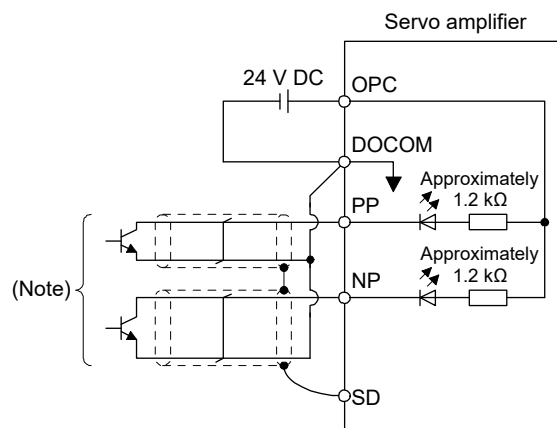 Servo amplifier
24 V DC
OPC
DOCOM
Approximately
1.2 kΩ
PP
Approximately
1.2 kΩ
NP
(Note)
SD